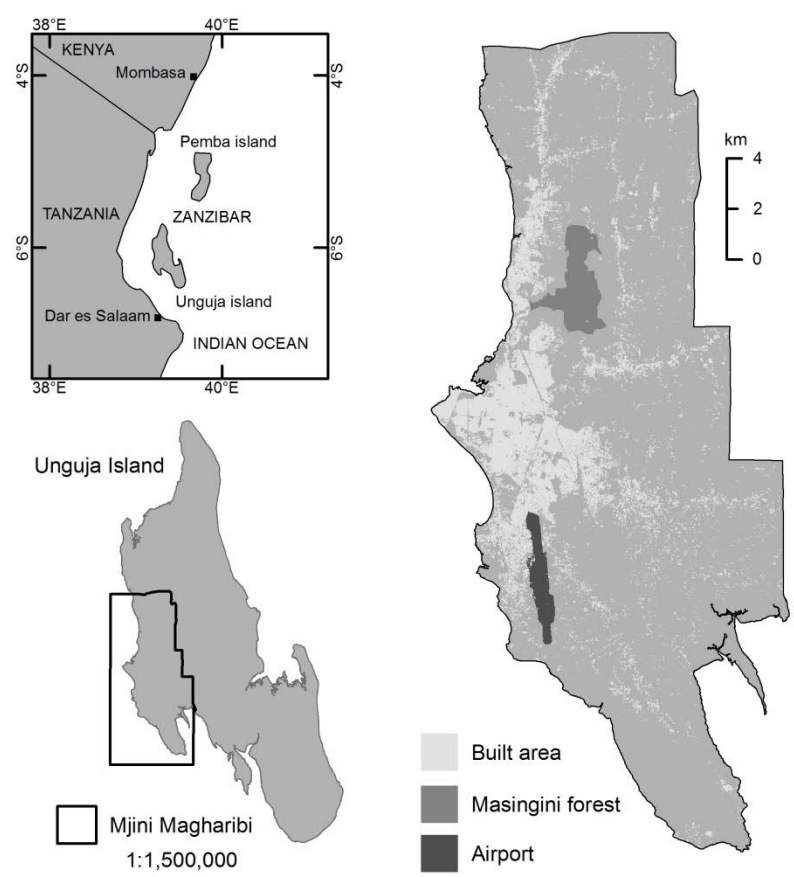 38°E
40°E
KENYA
Mombasa
4°S
4°S
Pemba island
TANZANIA
ZANZIBAR
6°S
6°S
Unguja island
Dar es Salaam
INDIAN OCEAN
38°E
40°E
km
4
2
0
Unguja Island
Mjini Magharibi
1:1,500,000
Built area
Masingini forest
Airport